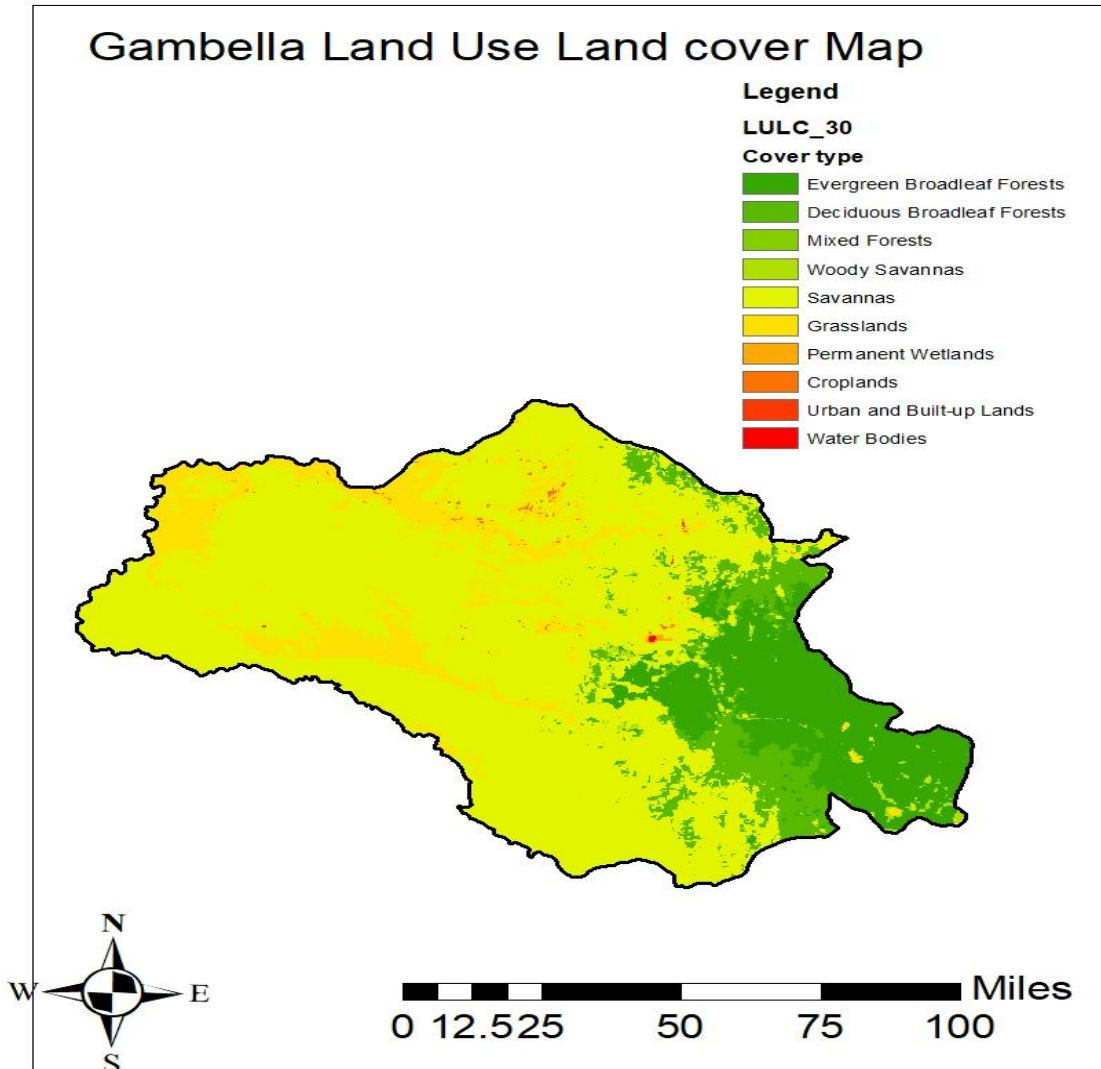 Gambella Land Use Land cover Map
Legend
LULC_30
Cover type
Evergreen Broadleaf Forests
Deciduous Broadleaf Forests
Mixed Forests
Woody Savannas
Savannas
Grasslands
Permanent Wetlands
Croplands
Urban and Built-up Lands
Water Bodies
N
W E
S
Miles
0 12.5 25 50 75 100